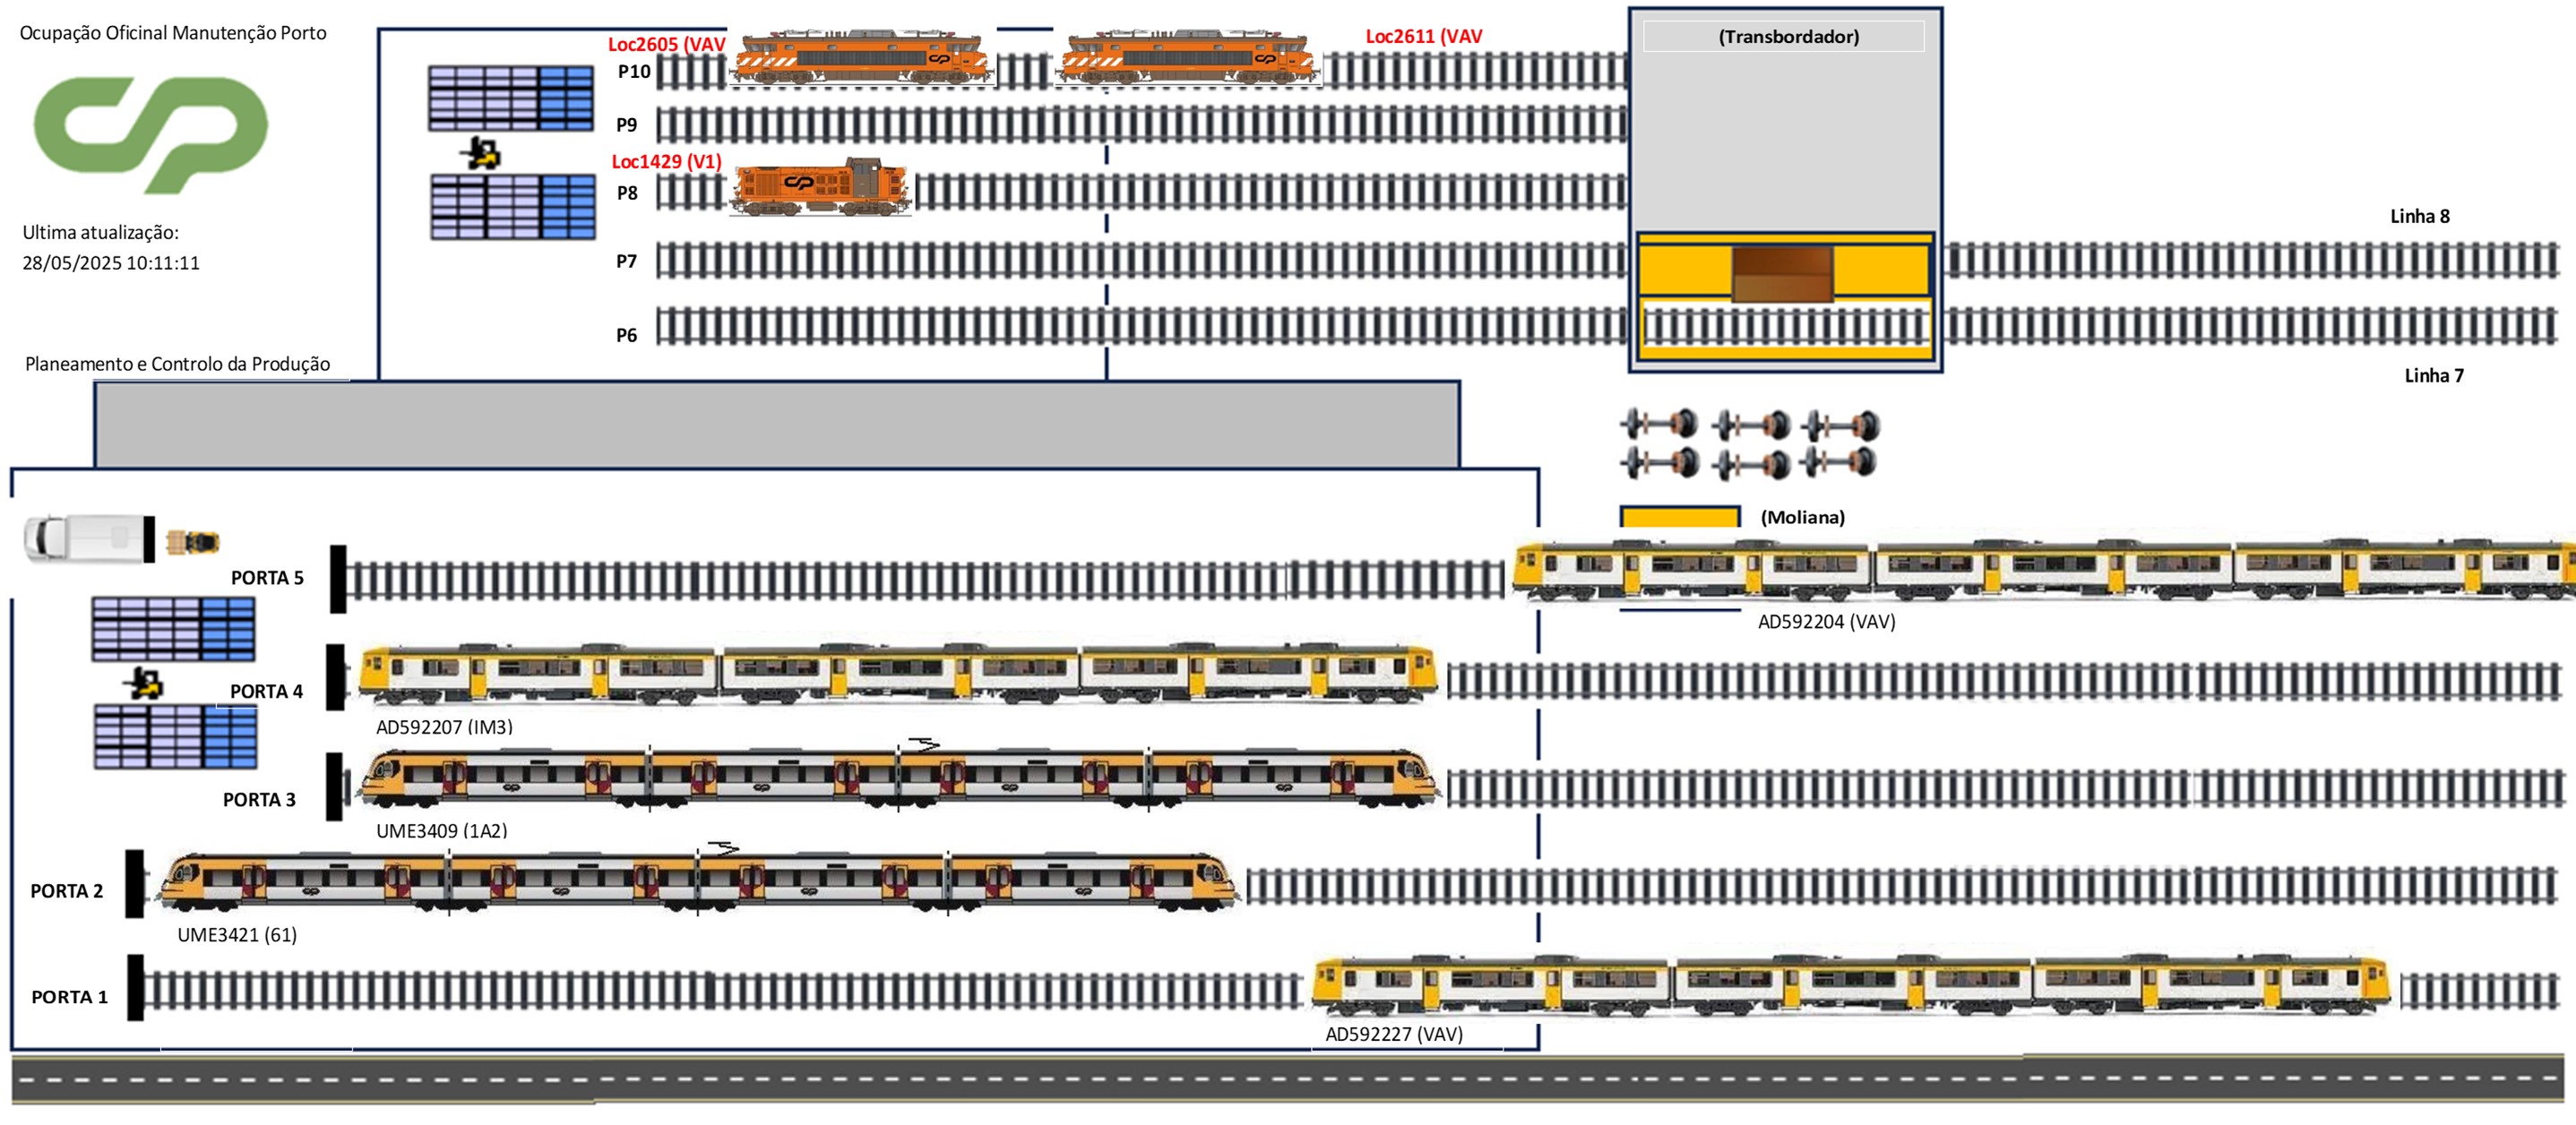 Ocupação Oficinal Manutenção Porto
Ultima atualização:
28/05/2025 10:11:11
Planeamento e Controlo da Produção
Loc2605 (VAV
Loc2611 (VAV
P10
P9
Loc1429 (V1)
P8
P7
P6
(Transbordador)
Linha 8
Linha 7
(Moliana)
PORTA 5
AD592204 (VAV)
PORTA 4
AD592207 (IM3)
PORTA 3
UME3409 (1A2)
PORTA 2
UME3421 (61)
PORTA 1
AD592227 (VAV)